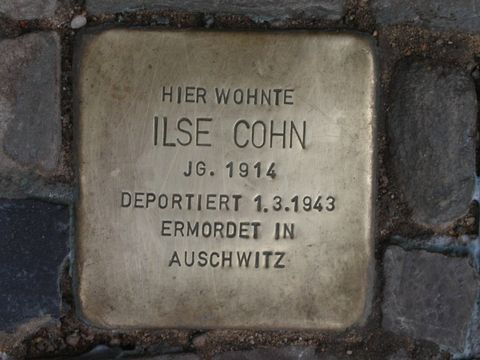 HIER WOHNTE
ILSE COHN
JG. 1914
DEPORTIERT 1.3.1943
ERMORDET IN
AUSCHWITZ